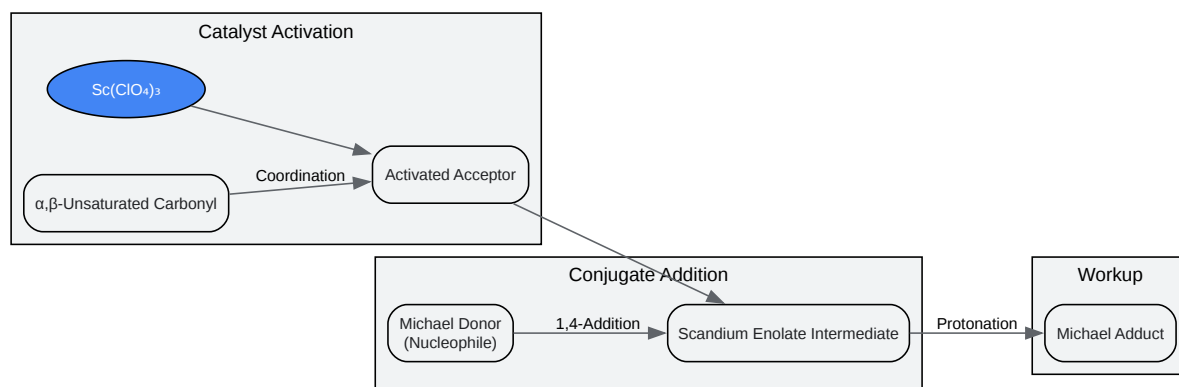 Catalyst Activation
Sc(ClO₄)₃
Coordination
Activated Acceptor
α,β-Unsaturated Carbonyl
Conjugate Addition
Michael Donor
(Nucleophile)
1,4-Addition
Scandium Enolate Intermediate
Protonation
Workup
Michael Adduct